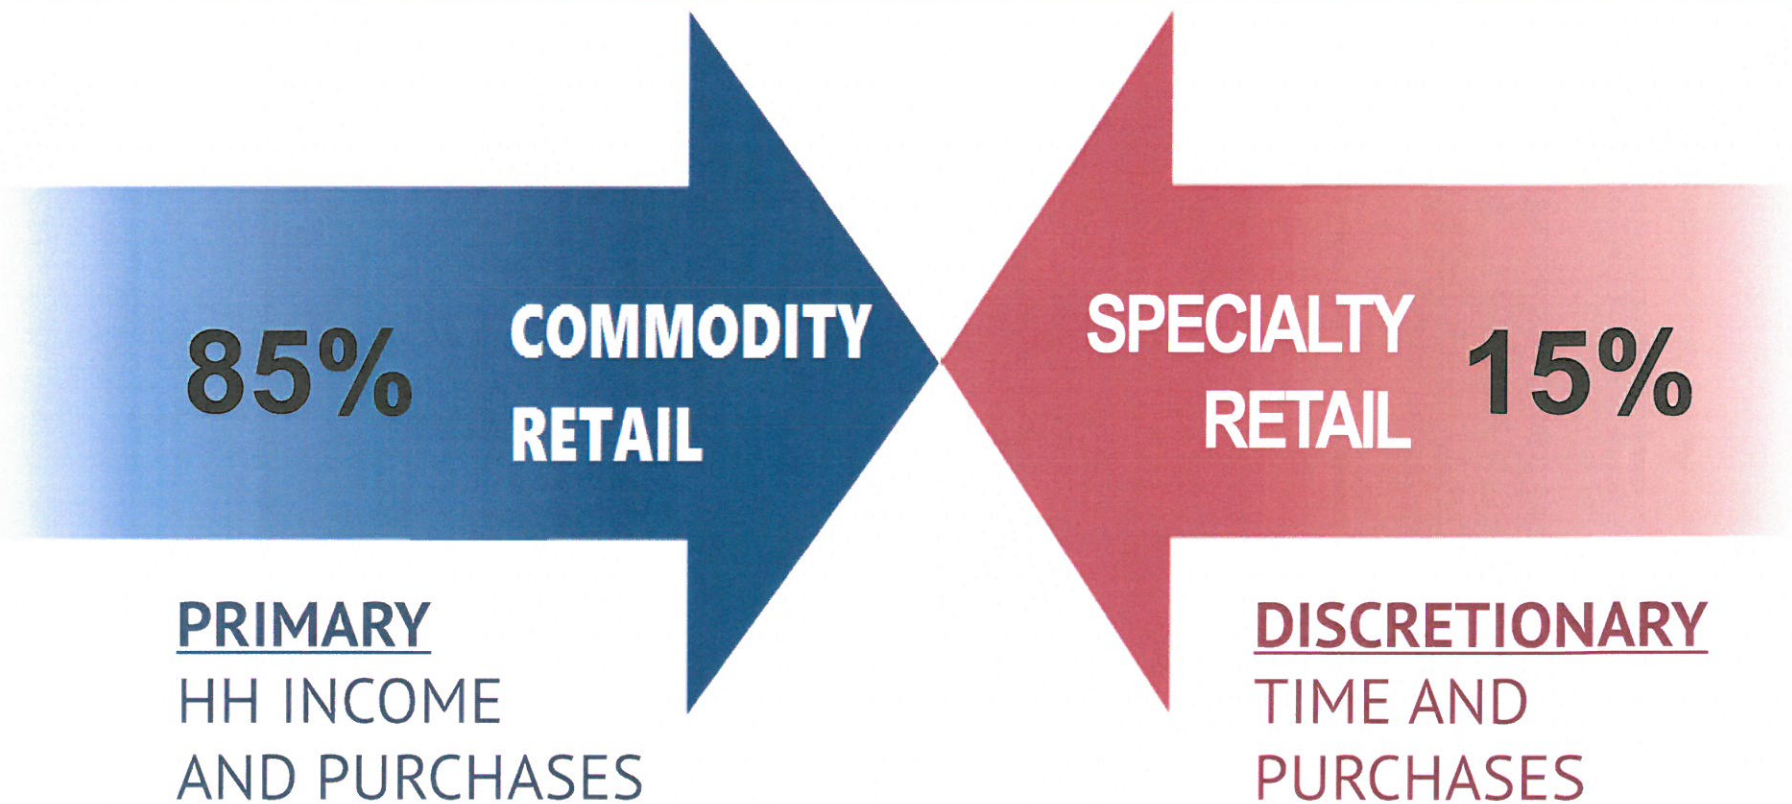 85%
COMMODITY
RETAIL
PRIMARY
HH INCOME
AND PURCHASES
SPECIALTY
RETAIL
15%
DISCRETIONARY
TIME AND
PURCHASES